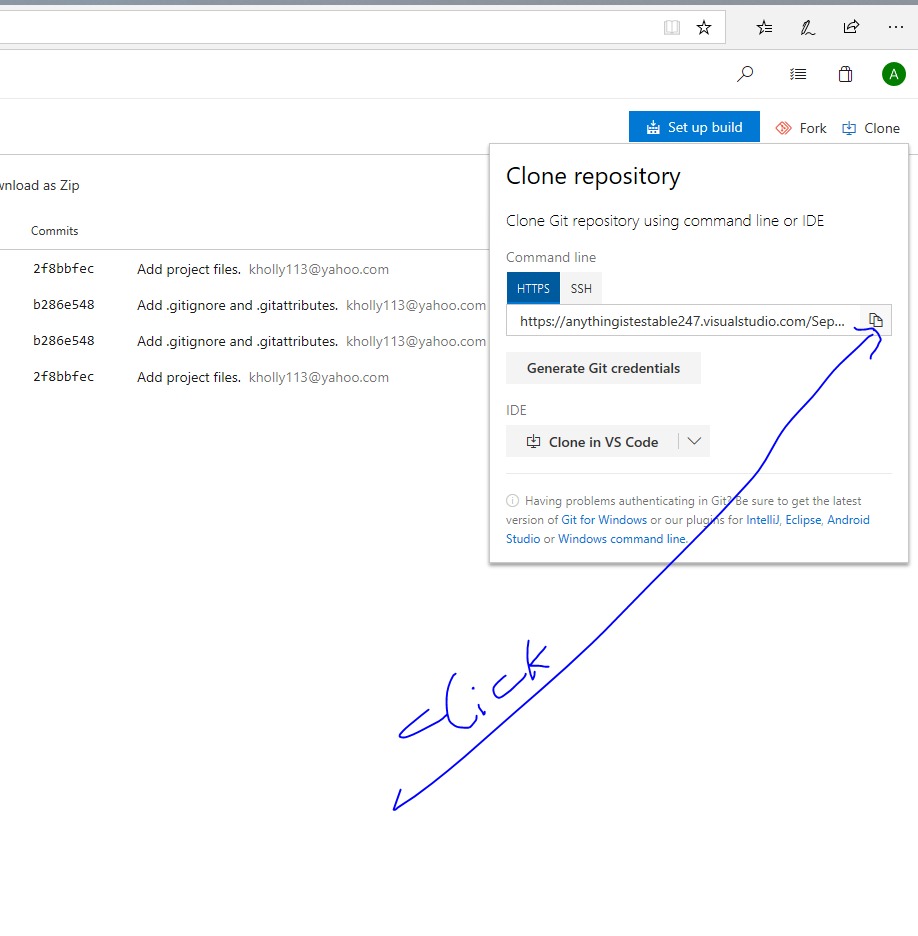 A
Set up build
Fork
Clone
wnload as Zip
Clone repository
Clone Git repository using command line or IDE
Commits
Command line
2f8bbfec Add project files. kholly113@yahoo.com
HTTPS SSH
b286e548 Add .gitignore and .gitattributes. kholly113@yahoo.com
https://anythingistestable247.visualstudio.com/Sep...
b286e548 Add .gitignore and .gitattributes. kholly113@yahoo.com
2f8bbfec Add project files. kholly113@yahoo.com
Generate Git credentials
IDE
Clone in VS Code
Having problems authenticating in Git? Be sure to get the latest
version of Git for Windows or our plugins for IntelliJ, Eclipse, Android
Studio or Windows command line.
click